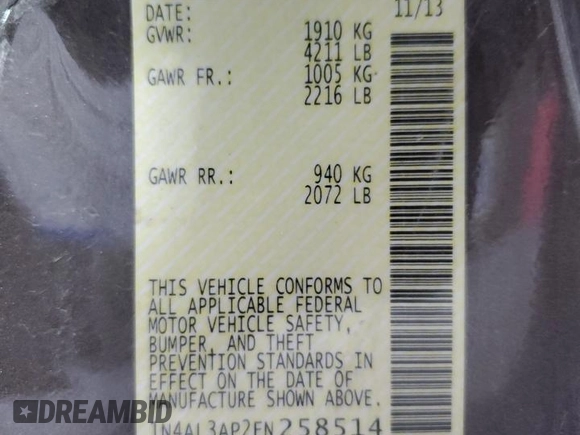 DATE: 11/13
GVWR: 1910 KG
4211 LB
GAWR FR.: 1005 KG
2216 LB
GAWR RR.: 940 KG
2072 LB
THIS VEHICLE CONFORMS TO
ALL APPLICABLE FEDERAL
MOTOR VEHICLE SAFETY,
BUMPER, AND THEFT
PREVENTION STANDARDS IN
EFFECT ON THE DATE OF
MANUFACTURE SHOWN ABOVE.
1N4AL3AP2EN258514
DREAMBID